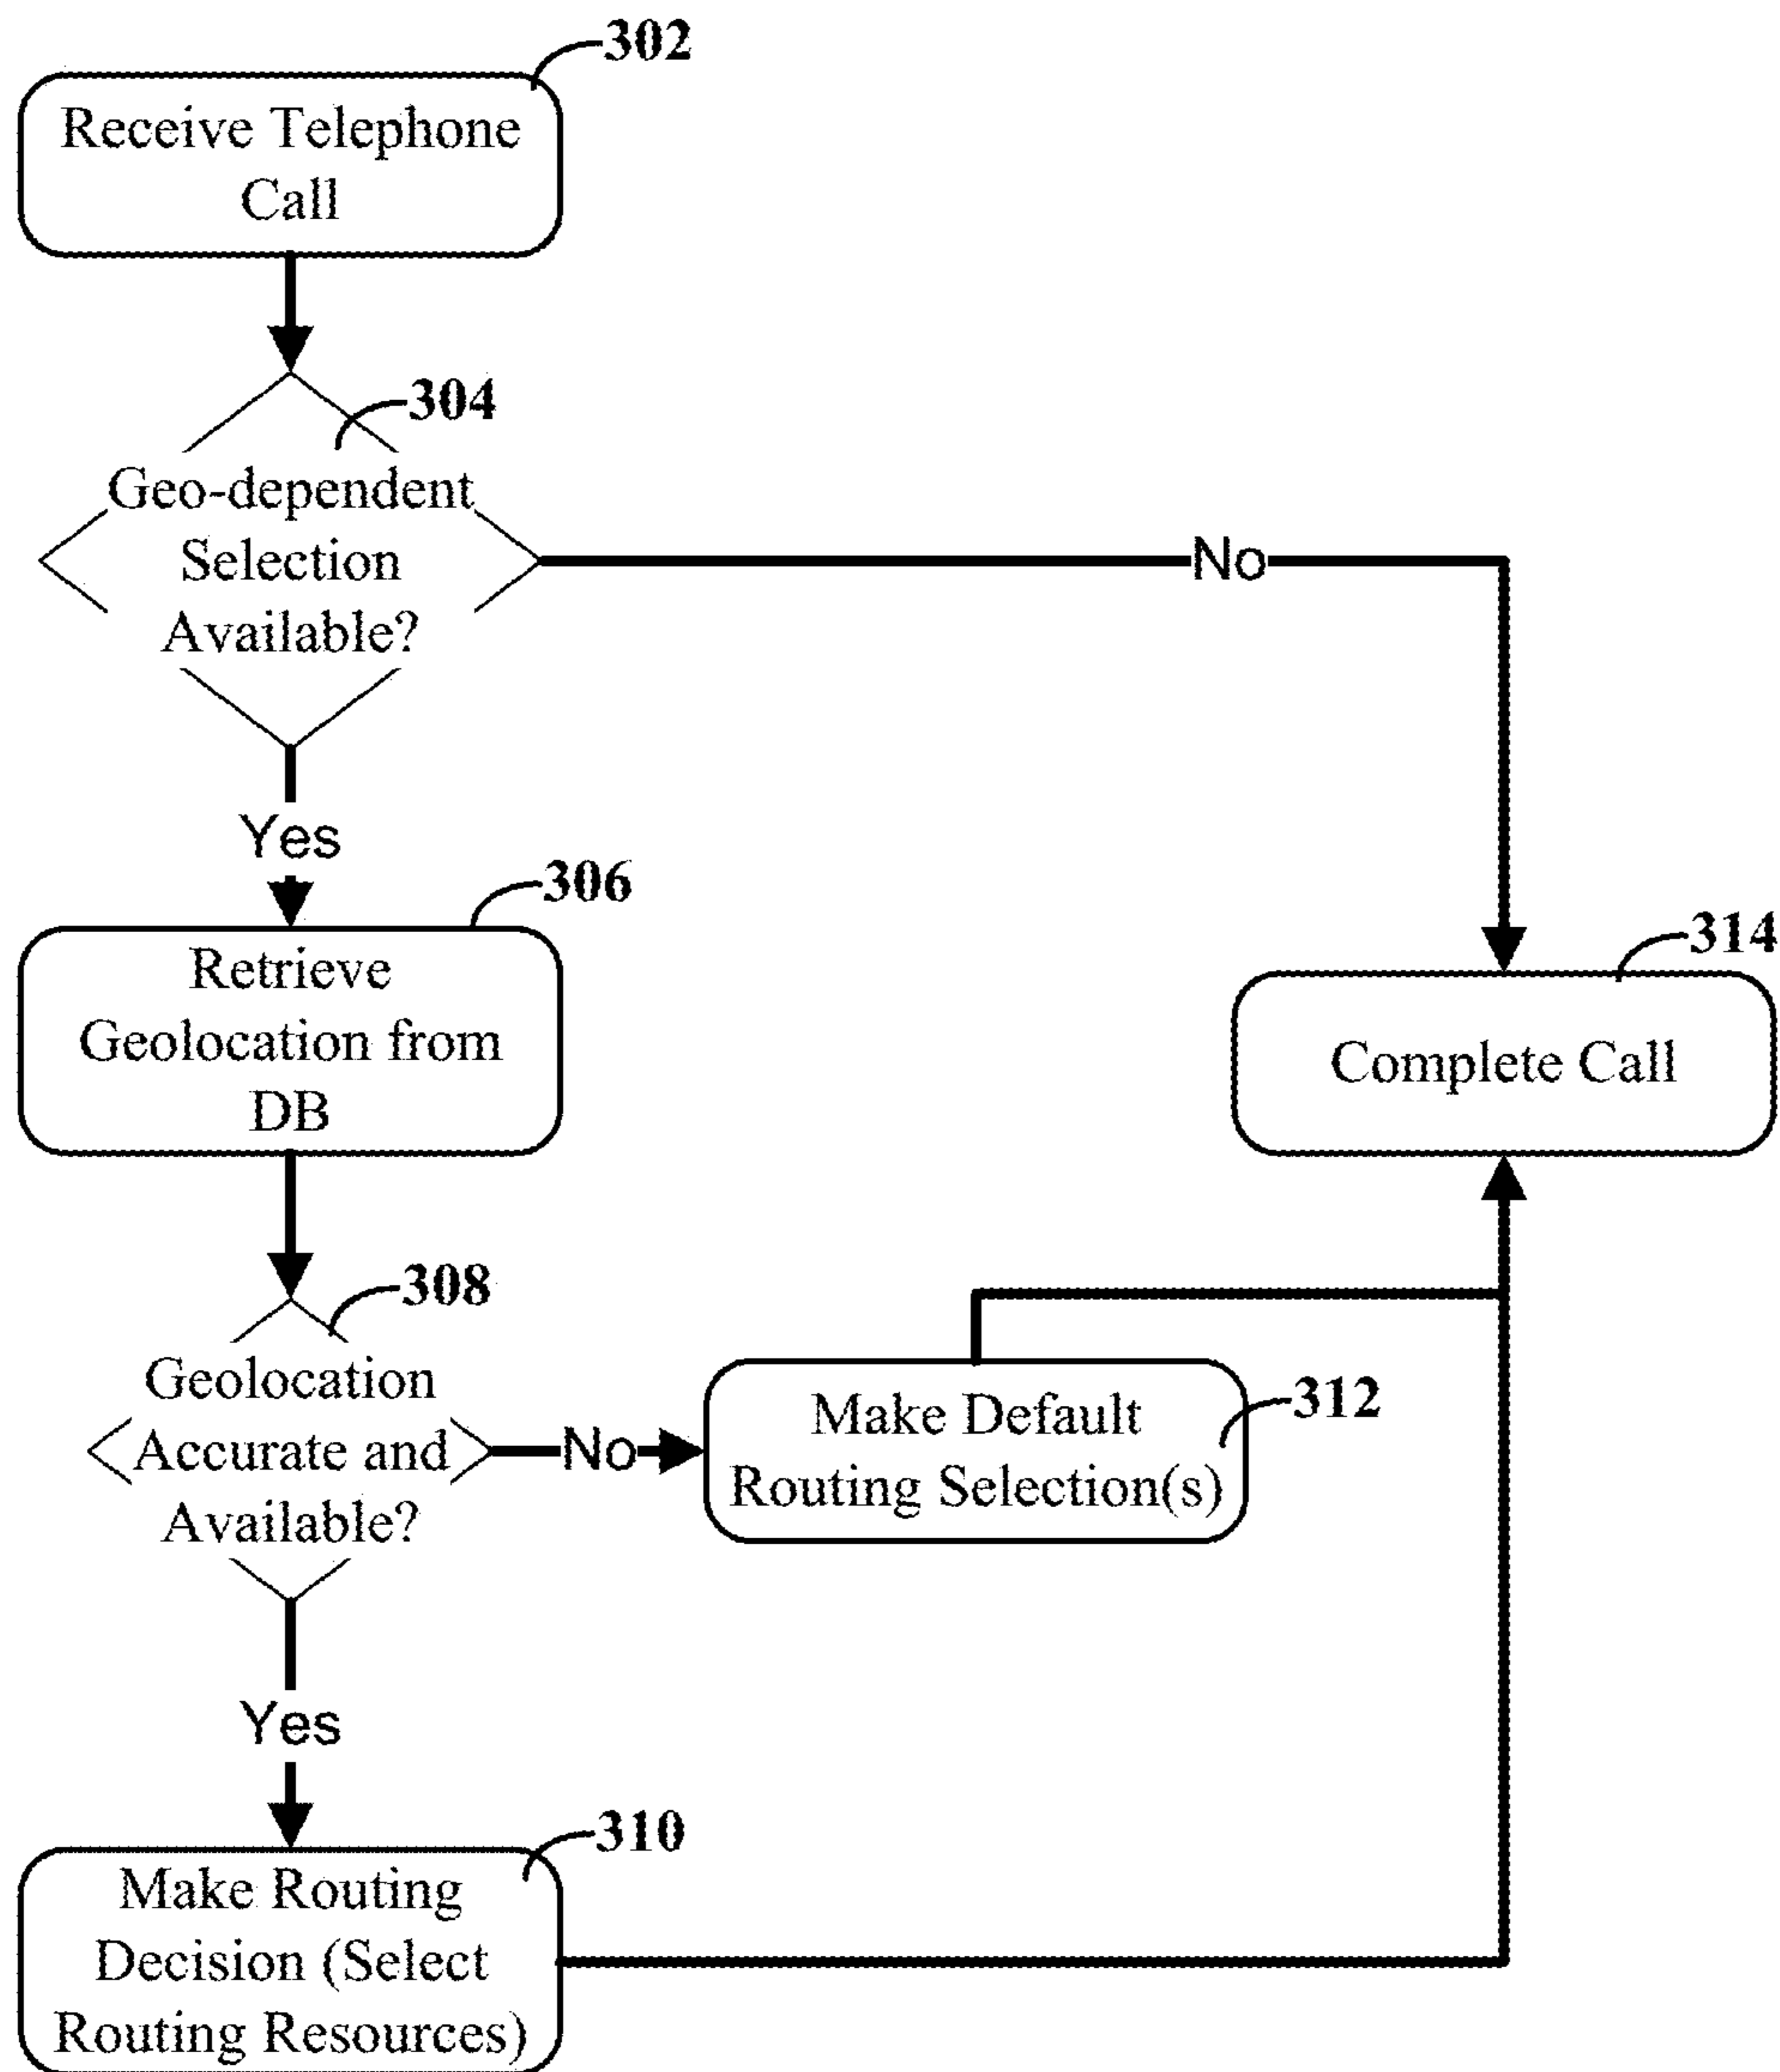 302
Receive Telephone
Call
304
Geo-dependent
Selection
Available?
No
Yes
306
Retrieve
Geolocation from
DB
314
Complete Call
308
Geolocation
Accurate and
Available?
No
312
Make Default
Routing Selection(s)
Yes
310
Make Routing
Decision (Select
Routing Resources)